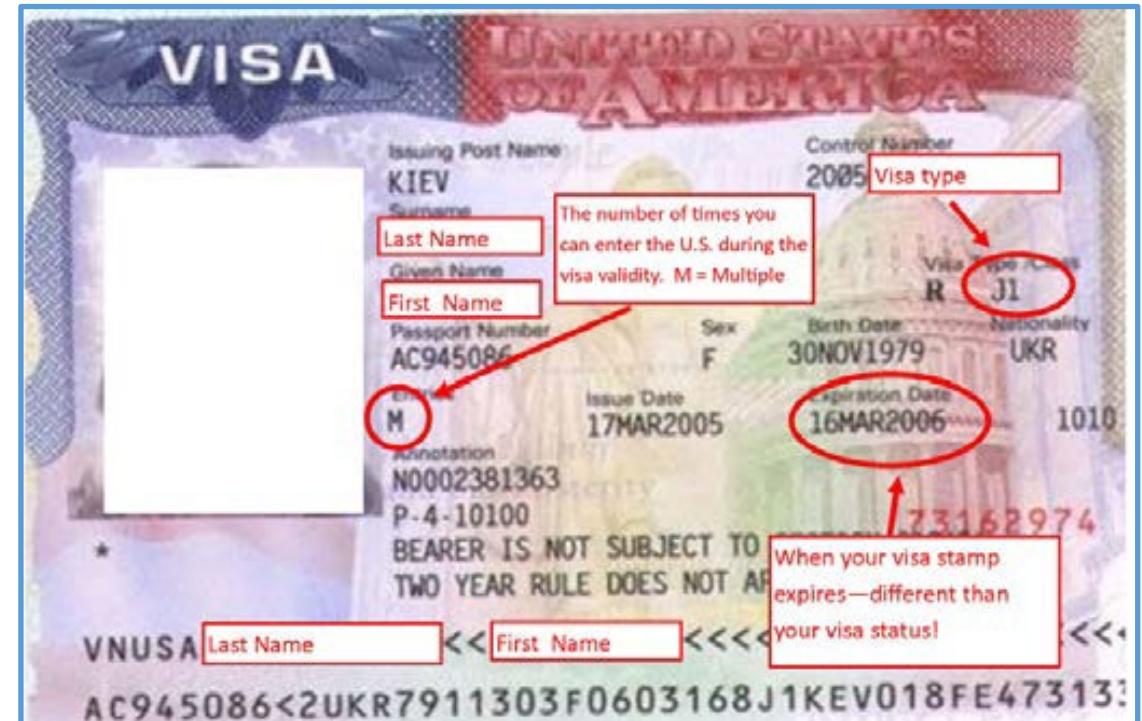 VISA
UNITED STATES
OF AMERICA
Issuing Post Name
KIEV
Control Number
2005
Visa type
Surname
Last Name
The number of times you
can enter the U.S. during the
visa validity. M = Multiple
Given Name
First Name
Visa Type /Class
R J1
Passport Number
AC945086
Sex
F
Birth Date
30NOV1979
Nationality
UKR
Entries
M
Issue Date
17MAR2005
Expiration Date
16MAR2006
1010
Annotation
N0002381363
P-4-10100
73162974
BEARER IS NOT SUBJECT TO
TWO YEAR RULE DOES NOT
When your visa stamp
expires—different than
your visa status!
*
VNUSA Last Name << First Name <<<< <<
AC945086<2UKR7911303F0603168J1KEV018FE47313